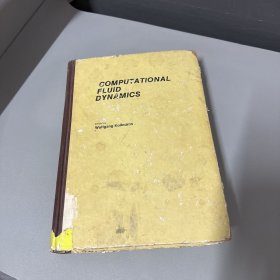 COMPUTATIONAL
FLUID
DYNAMICS
Wolfgang Kollmann